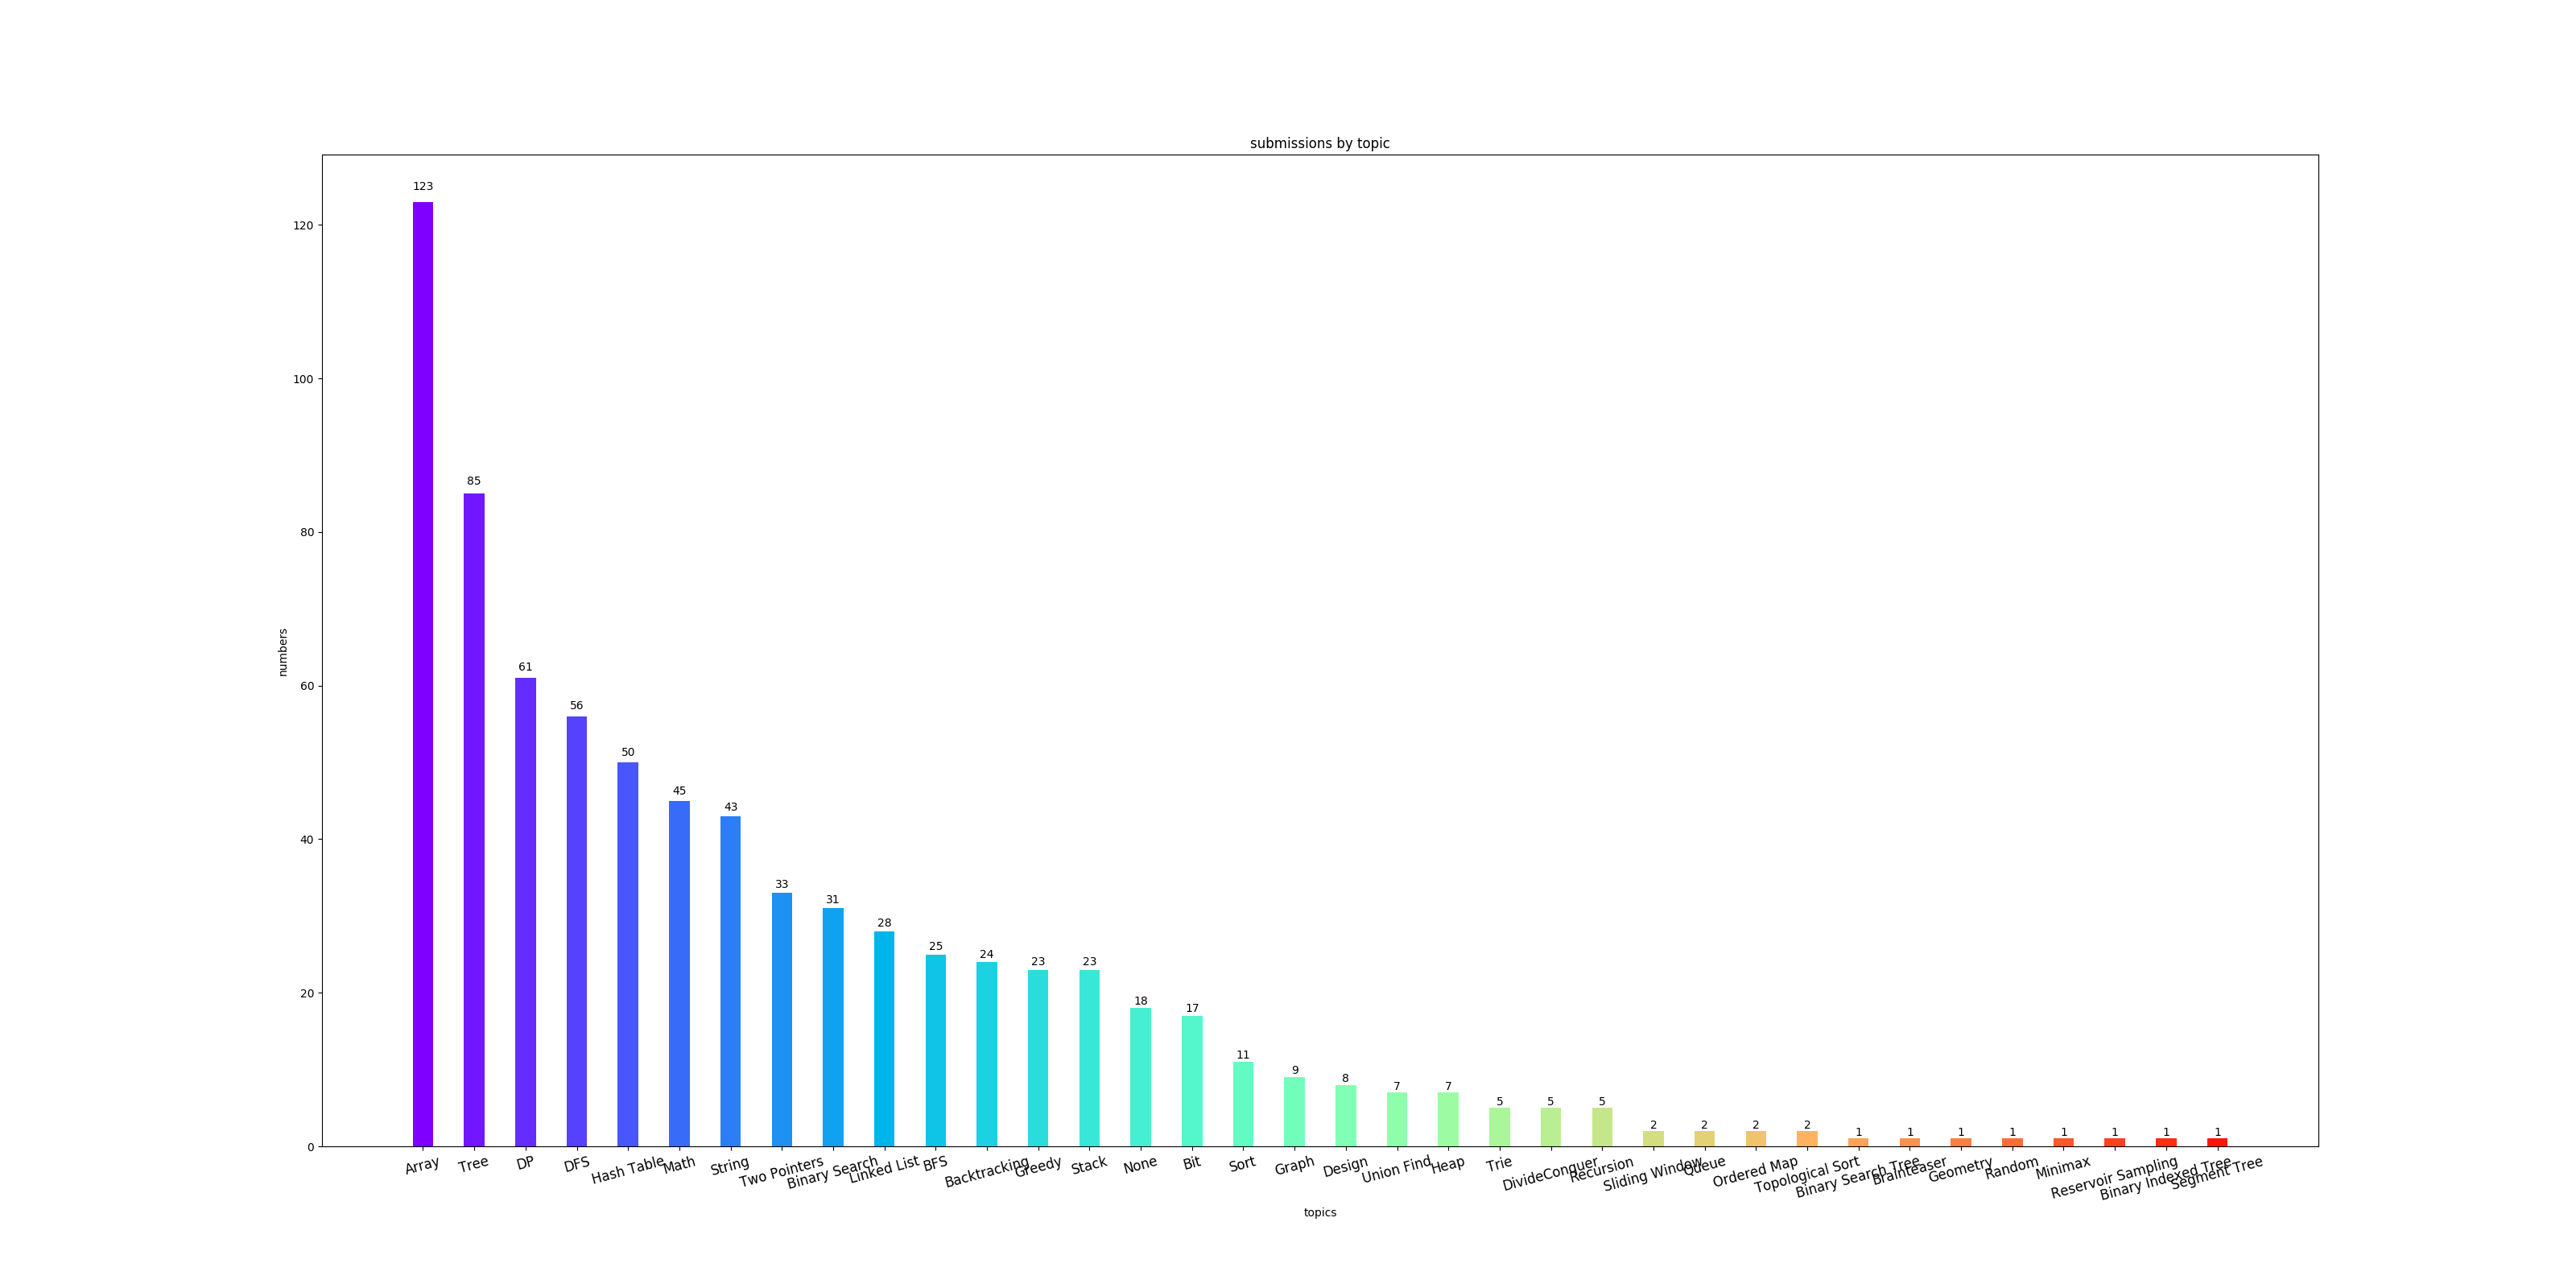 submissions by topic
numbers
120
100
80
60
40
20
0
123
85
61
56
50
45
43
33
31
28
25
24
23
23
18
17
11
9
8
7
7
5
5
5
2
2
2
2
1
1
1
1
1
1
1
1
Array
Tree
DP
DFS
Hash Table
Math
String
Two Pointers
Binary Search
Linked List
BFS
Backtracking
Greedy
Stack
None
Bit
Sort
Graph
Design
Union Find
Heap
Trie
DivideConquer
Recursion
Sliding Window
Queue
Ordered Map
Topological Sort
Binary Search Tree
Brainteaser
Geometry
Random
Minimax
Reservoir Sampling
Binary Indexed Tree
Segment Tree
topics